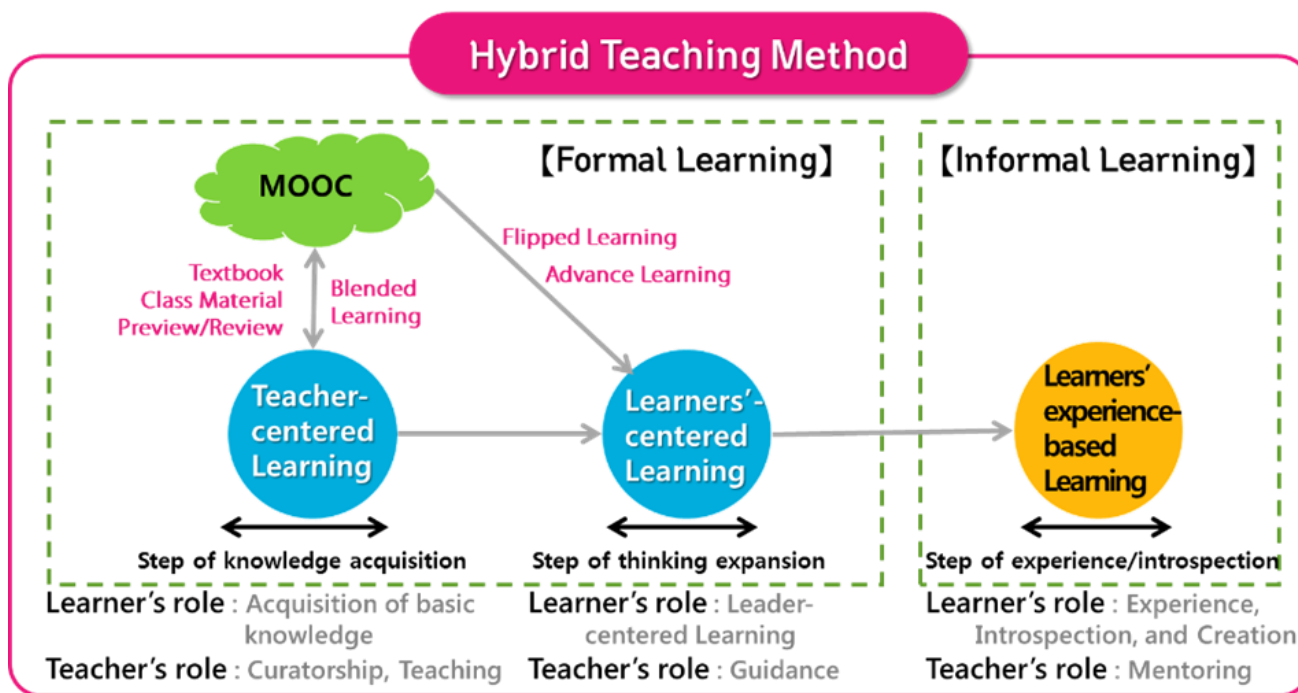 Hybrid Teaching Method
【Formal Learning】
【Informal Learning】
MOOC
Flipped Learning
Advance Learning
Textbook
Class Material
Preview/Review
Blended
Learning
Teacher-
centered
Learning
Learners'-
centered
Learning
Learners'
experience-
based
Learning
Step of knowledge acquisition
Step of thinking expansion
Step of experience/introspection
Learner's role : Acquisition of basic
knowledge
Teacher's role : Curatorship, Teaching
Learner's role : Leader-
centered Learning
Teacher's role : Guidance
Learner's role : Experience,
Introspection, and Creation
Teacher's role : Mentoring